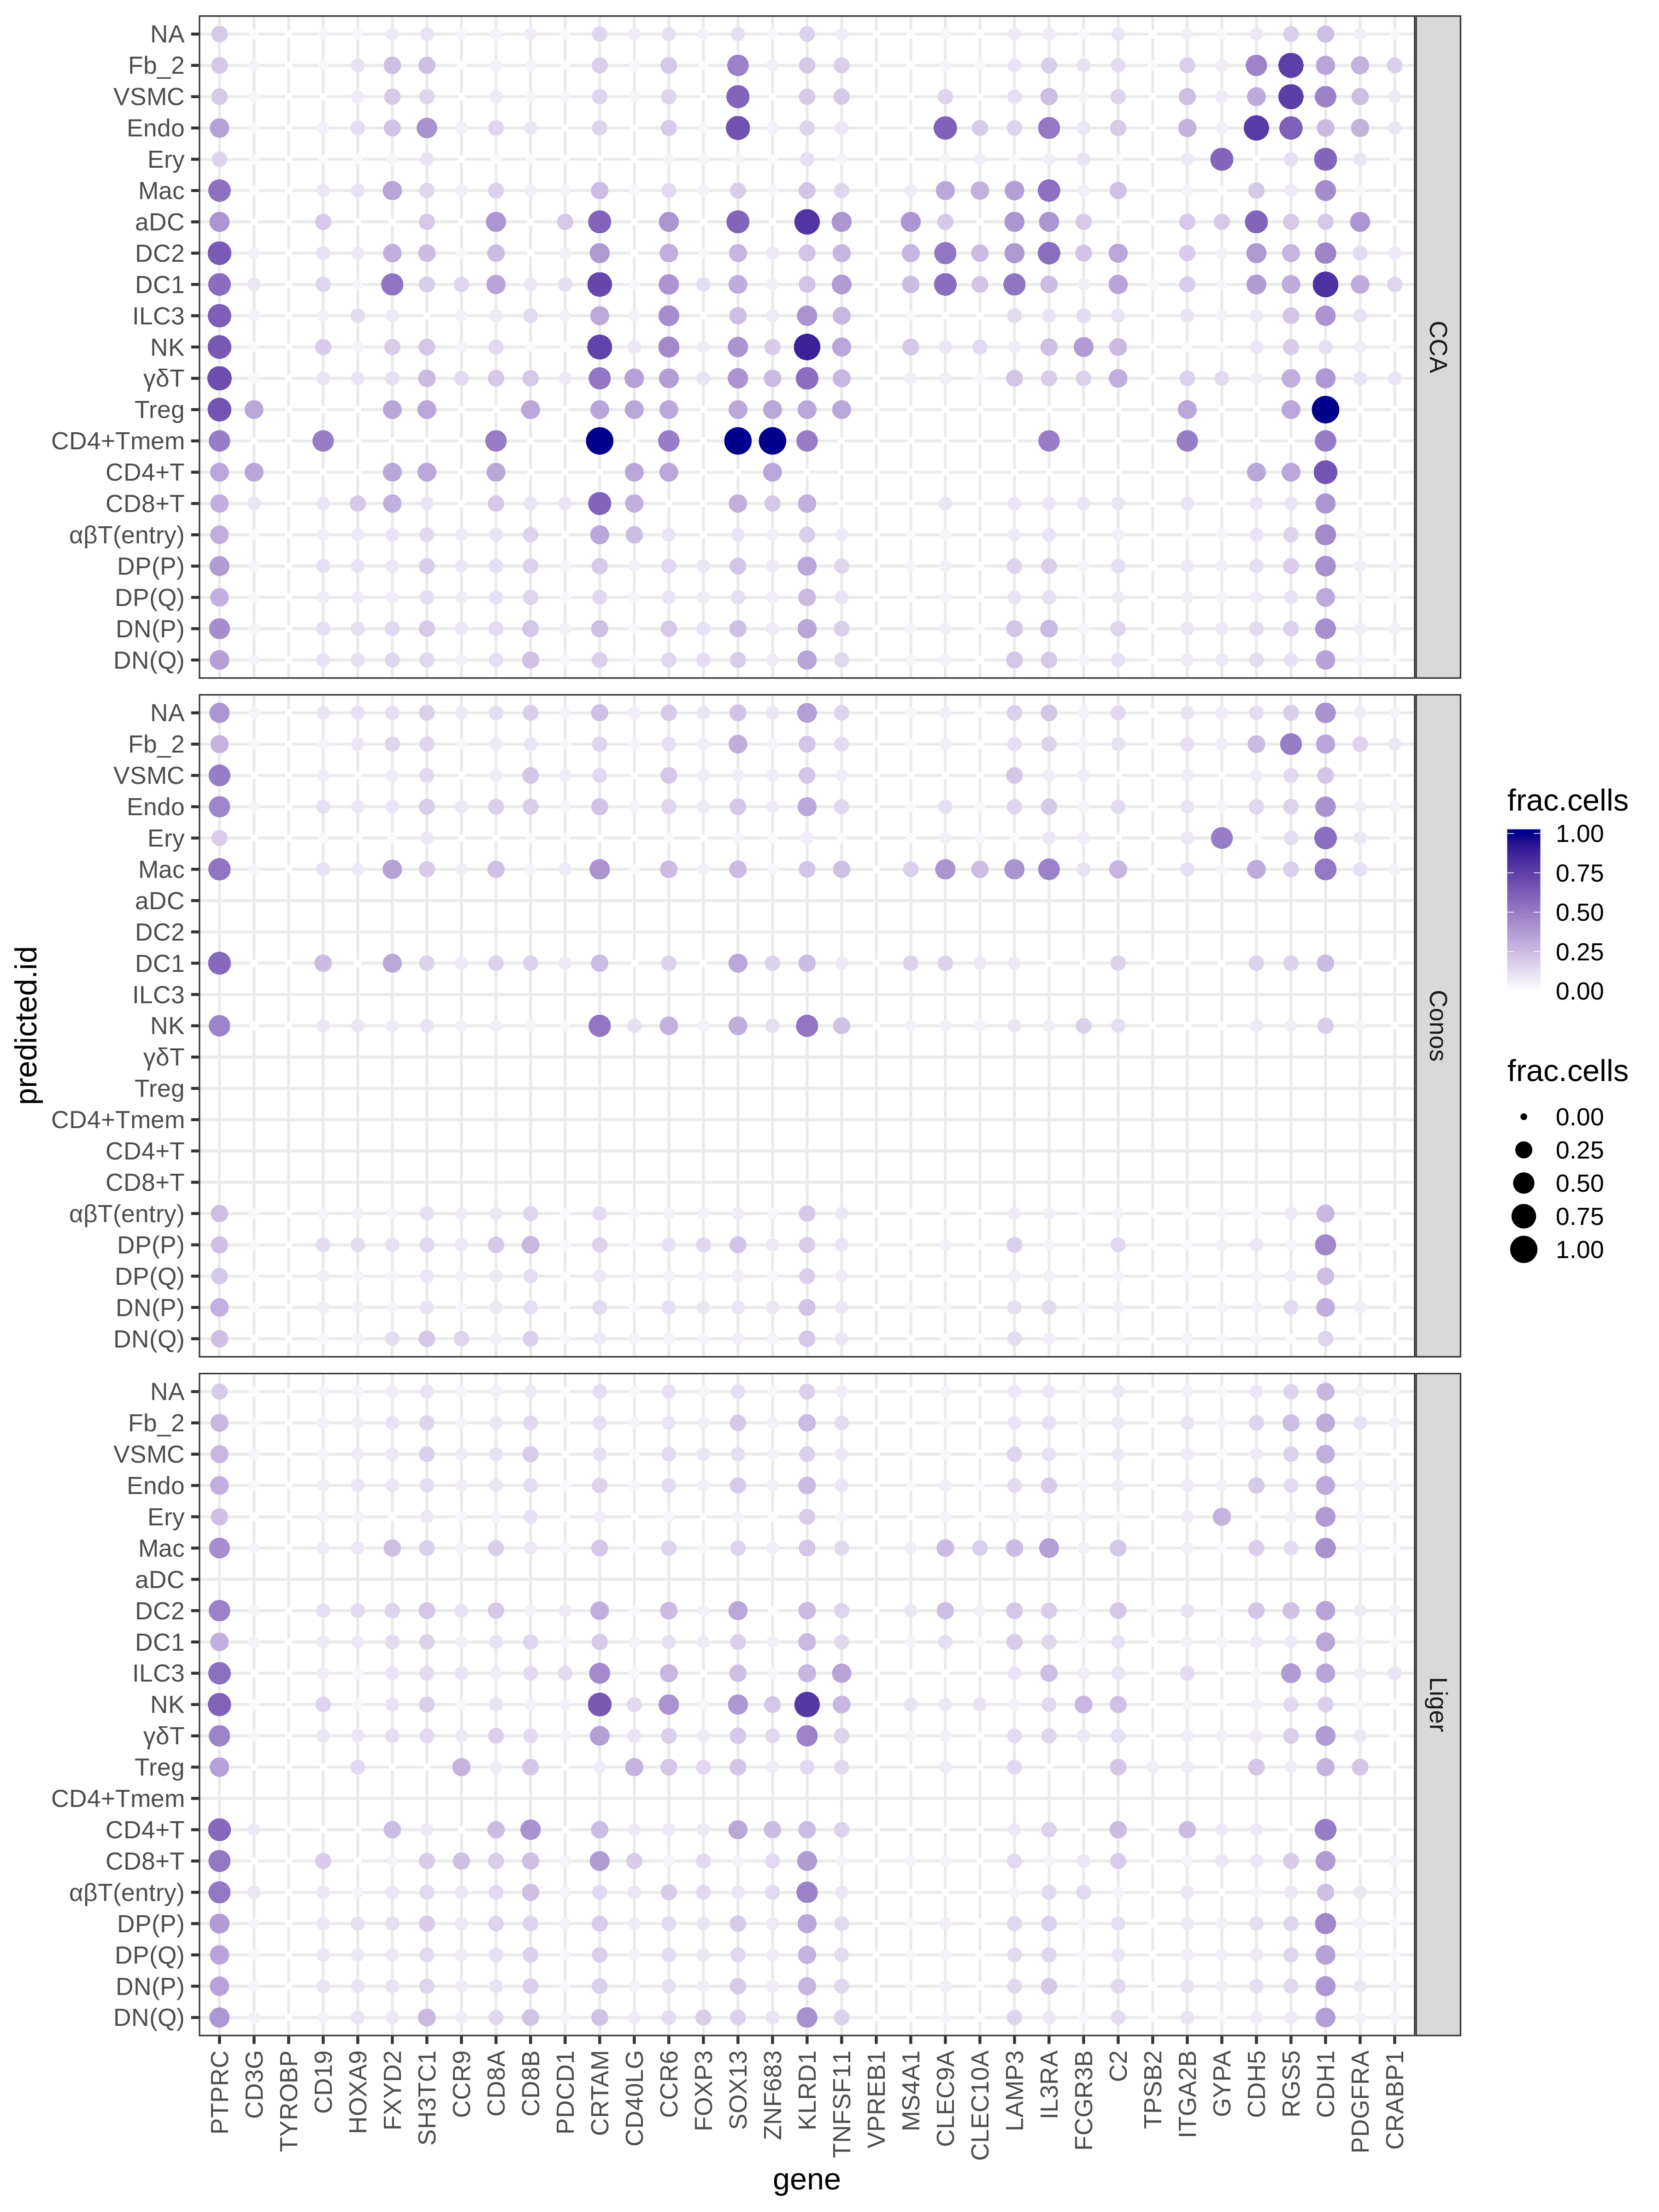 NA
Fb_2
VSMC
Endo
Ery
Mac
aDC
DC2
DC1
ILC3
NK
γδT
Treg
CD4+Tmem
CD4+T
CD8+T
αβT(entry)
DP(P)
DP(Q)
DN(P)
DN(Q)
CCA
NA
Fb_2
VSMC
Endo
Ery
Mac
aDC
DC2
DC1
ILC3
NK
γδT
Treg
CD4+Tmem
CD4+T
CD8+T
αβT(entry)
DP(P)
DP(Q)
DN(P)
DN(Q)
Conos
NA
Fb_2
VSMC
Endo
Ery
Mac
aDC
DC2
DC1
ILC3
NK
γδT
Treg
CD4+Tmem
CD4+T
CD8+T
αβT(entry)
DP(P)
DP(Q)
DN(P)
DN(Q)
Liger
predicted.id
PTPRC
CD3G
TYROBP
CD19
HOXA9
FXYD2
SH3TC1
CCR9
CD8A
CD8B
PDCD1
CRTAM
CD40LG
CCR6
FOXP3
SOX13
ZNF683
KLRD1
TNFSF11
VPREB1
MS4A1
CLEC9A
CLEC10A
LAMP3
IL3RA
FCGR3B
C2
TPSB2
ITGA2B
GYPA
CDH5
RGS5
CDH1
PDGFRA
CRABP1
gene
frac.cells
1.00
0.75
0.50
0.25
0.00
frac.cells
0.00
0.25
0.50
0.75
1.00